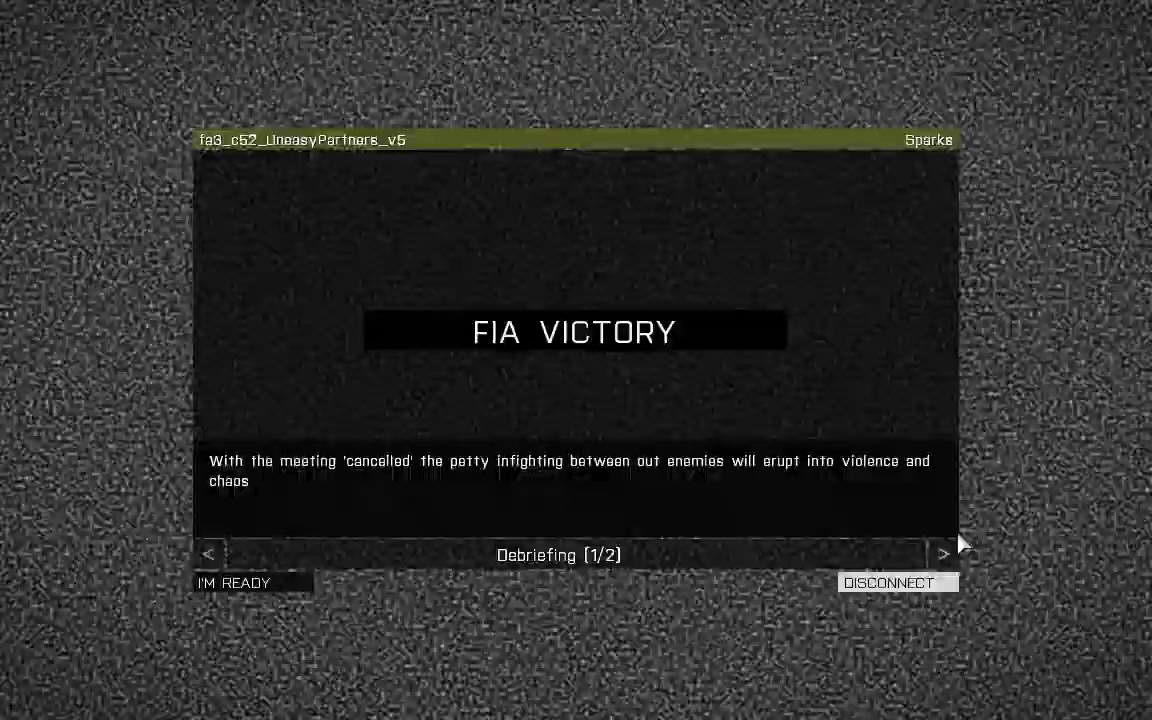 fa3_c52_UneasyPartners_v5 Sparks
FIA VICTORY
With the meeting 'cancelled' the petty infighting between out enemies will erupt into violence and
chaos
< Debriefing (1/2) >
I'M READY DISCONNECT